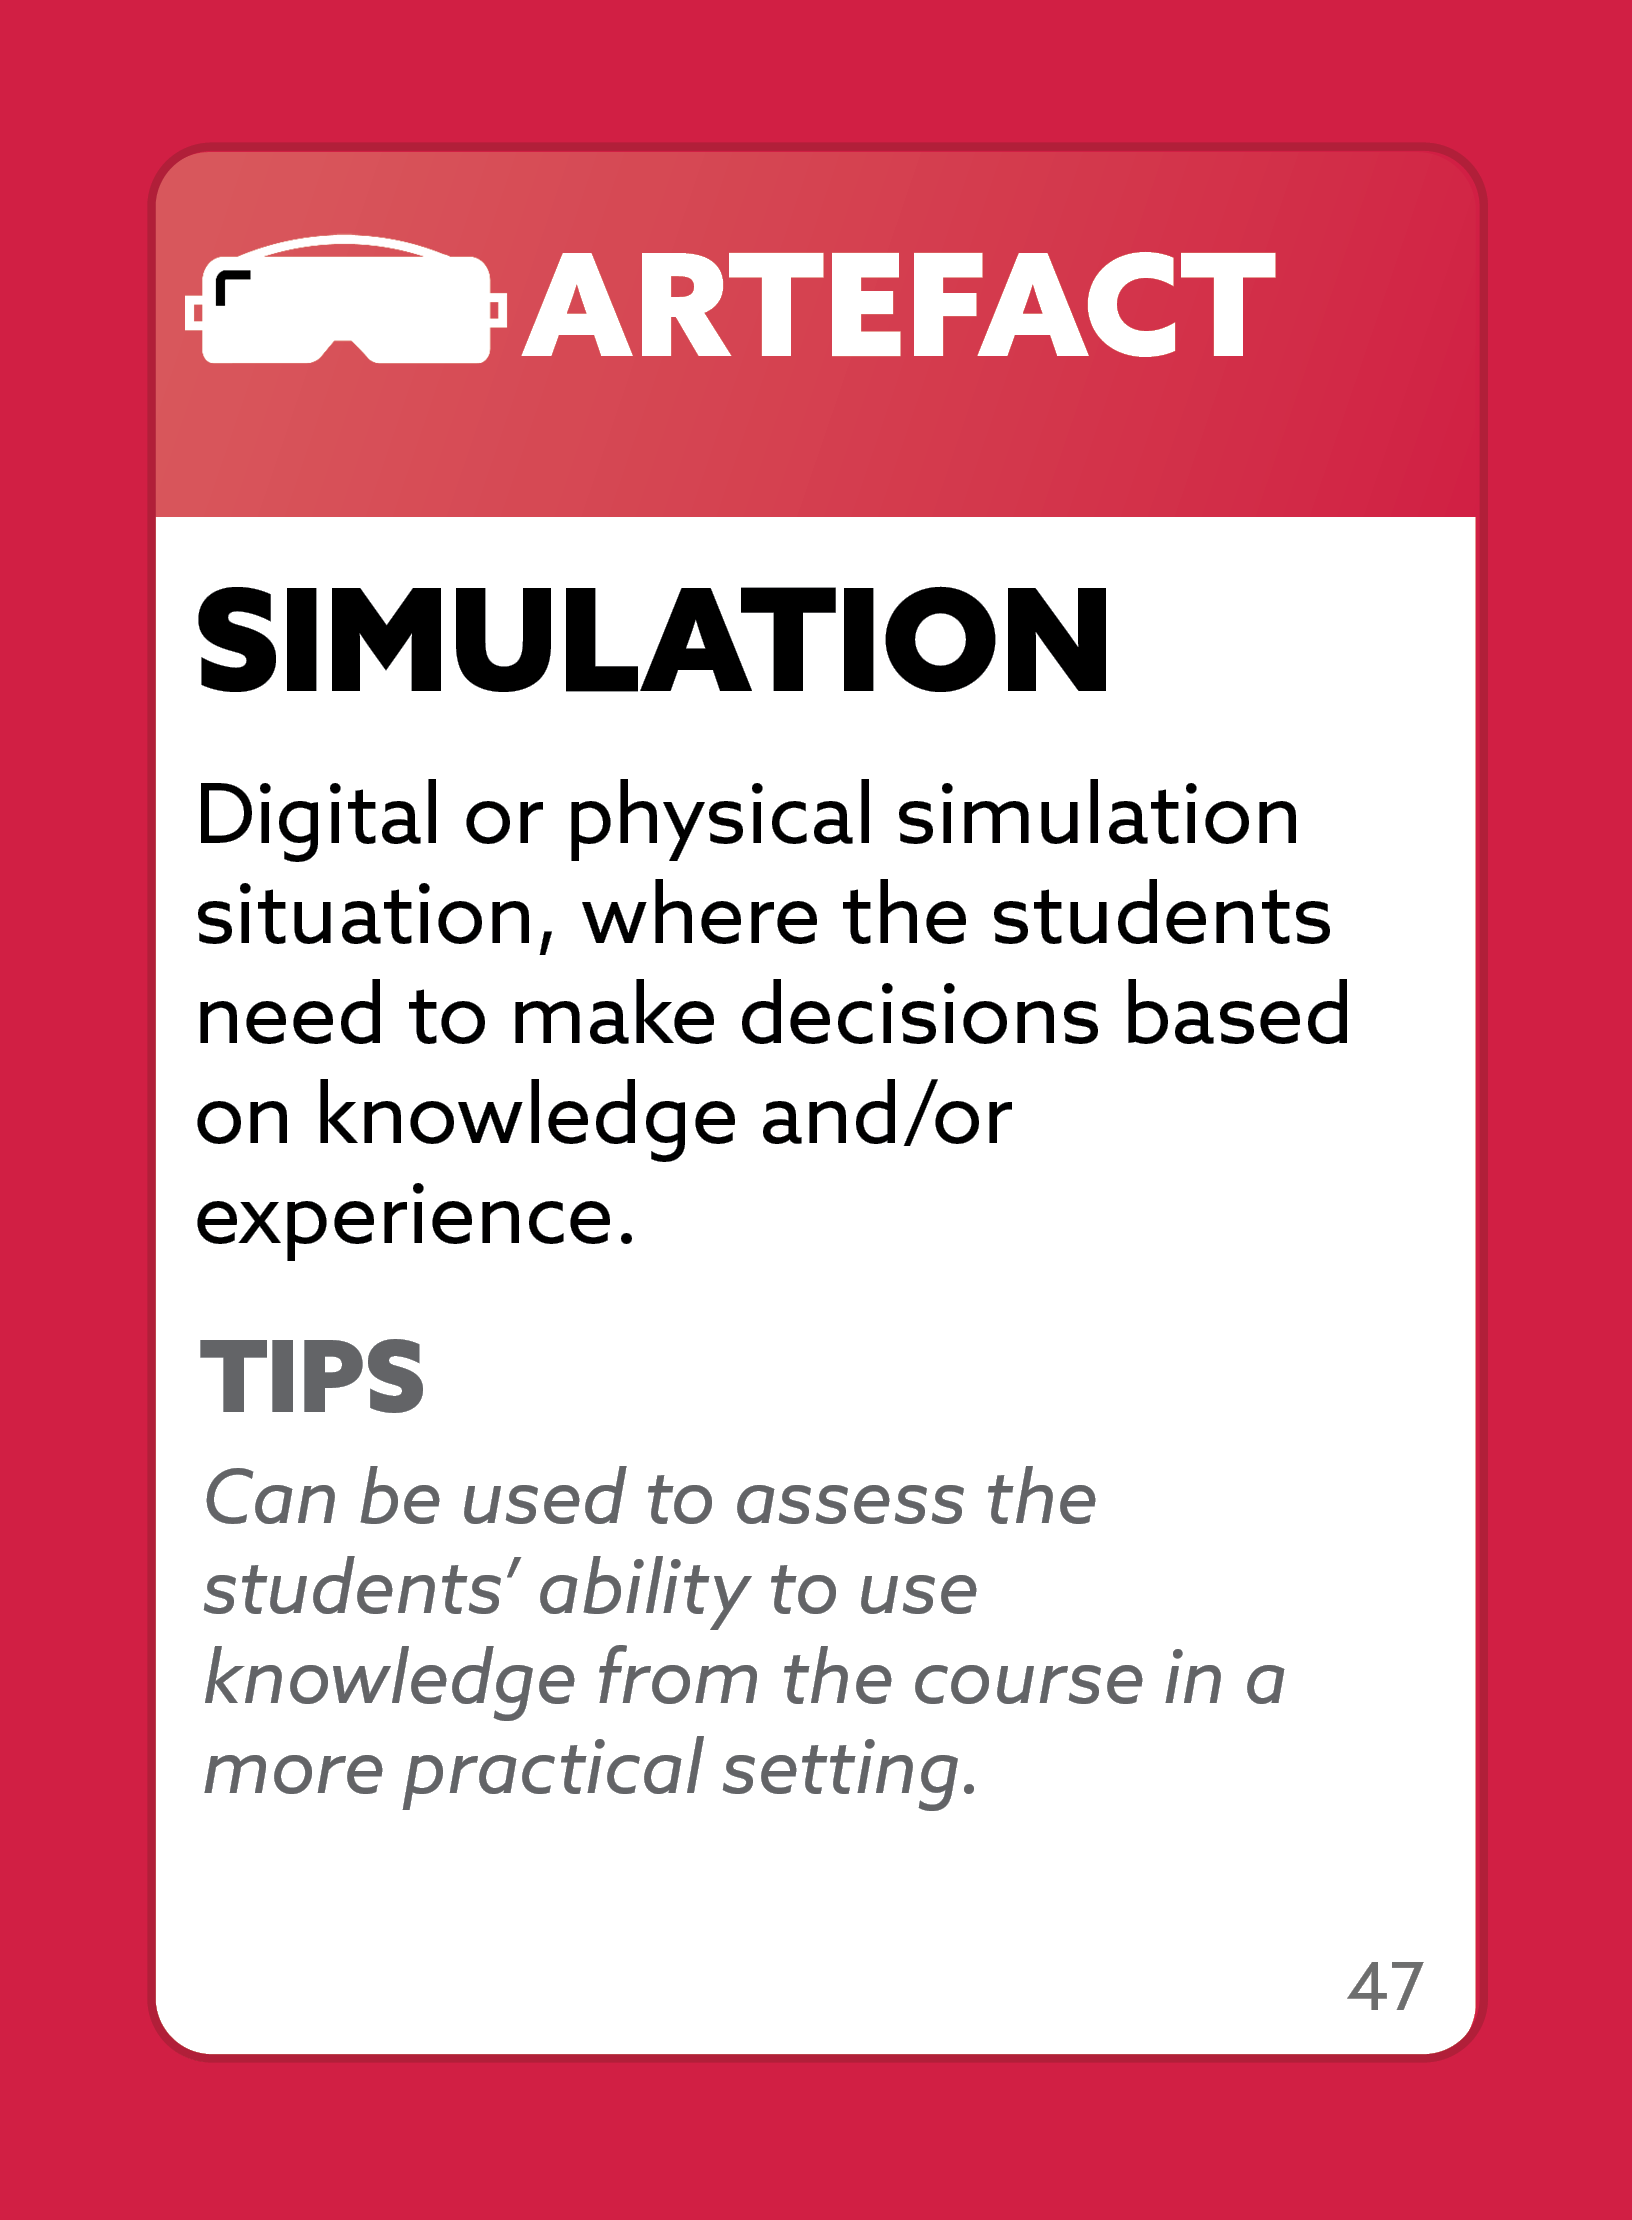 ARTEFACT
SIMULATION
Digital or physical simulation
situation, where the students
need to make decisions based
on knowledge and/or
experience.
TIPS
Can be used to assess the
students’ ability to use
knowledge from the course in a
more practical setting.
47